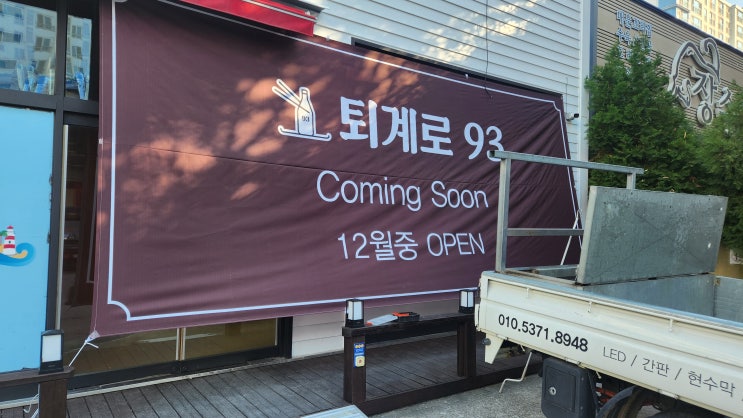 퇴계로 93
Coming Soon
12월중 OPEN
010.5371.8948
LED / 간판 / 현수막